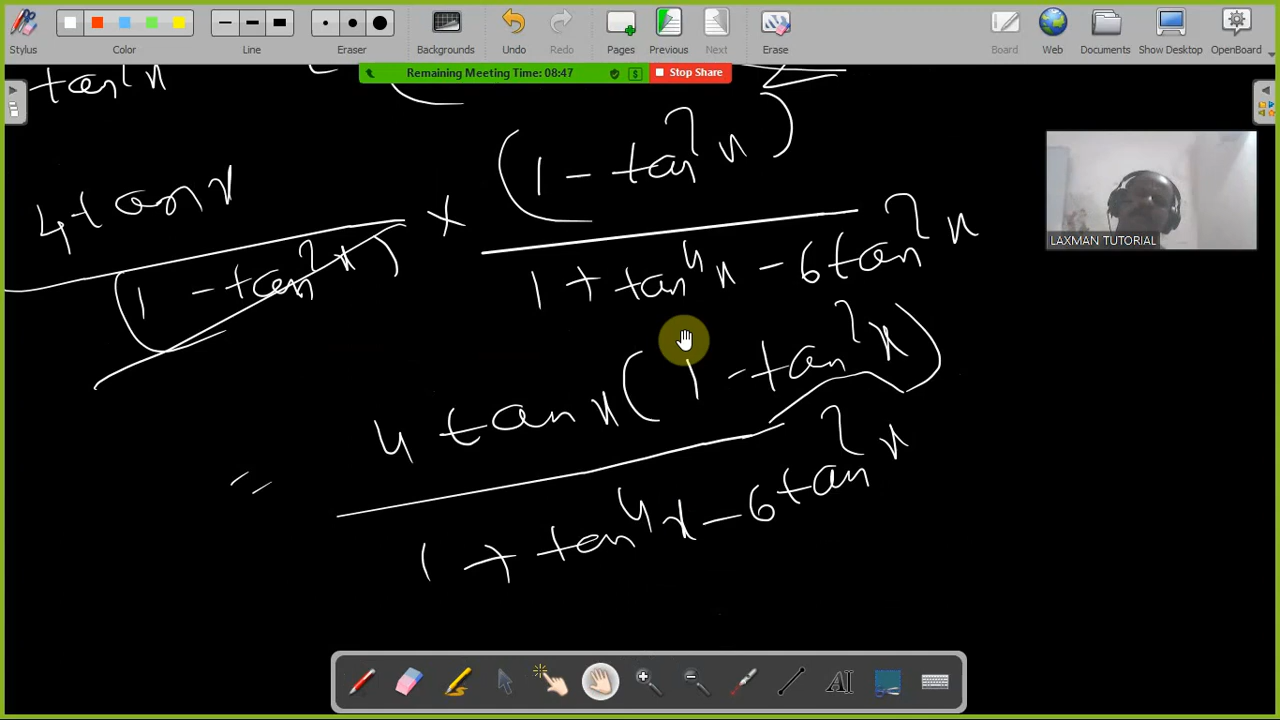 Stylus Color Line Eraser Backgrounds Undo Redo Pages Previous Next Erase Board Web Documents Show Desktop OpenBoard
Remaining Meeting Time: 08:47 $ Stop Share
tan²x
4tanx/(1-tan²x) × (1-tan²x)/1+tan⁴x-6tan²x
= 4tanx(1-tan²x)/1+tan⁴x-6tan²x
LAXMAN TUTORIAL
AI